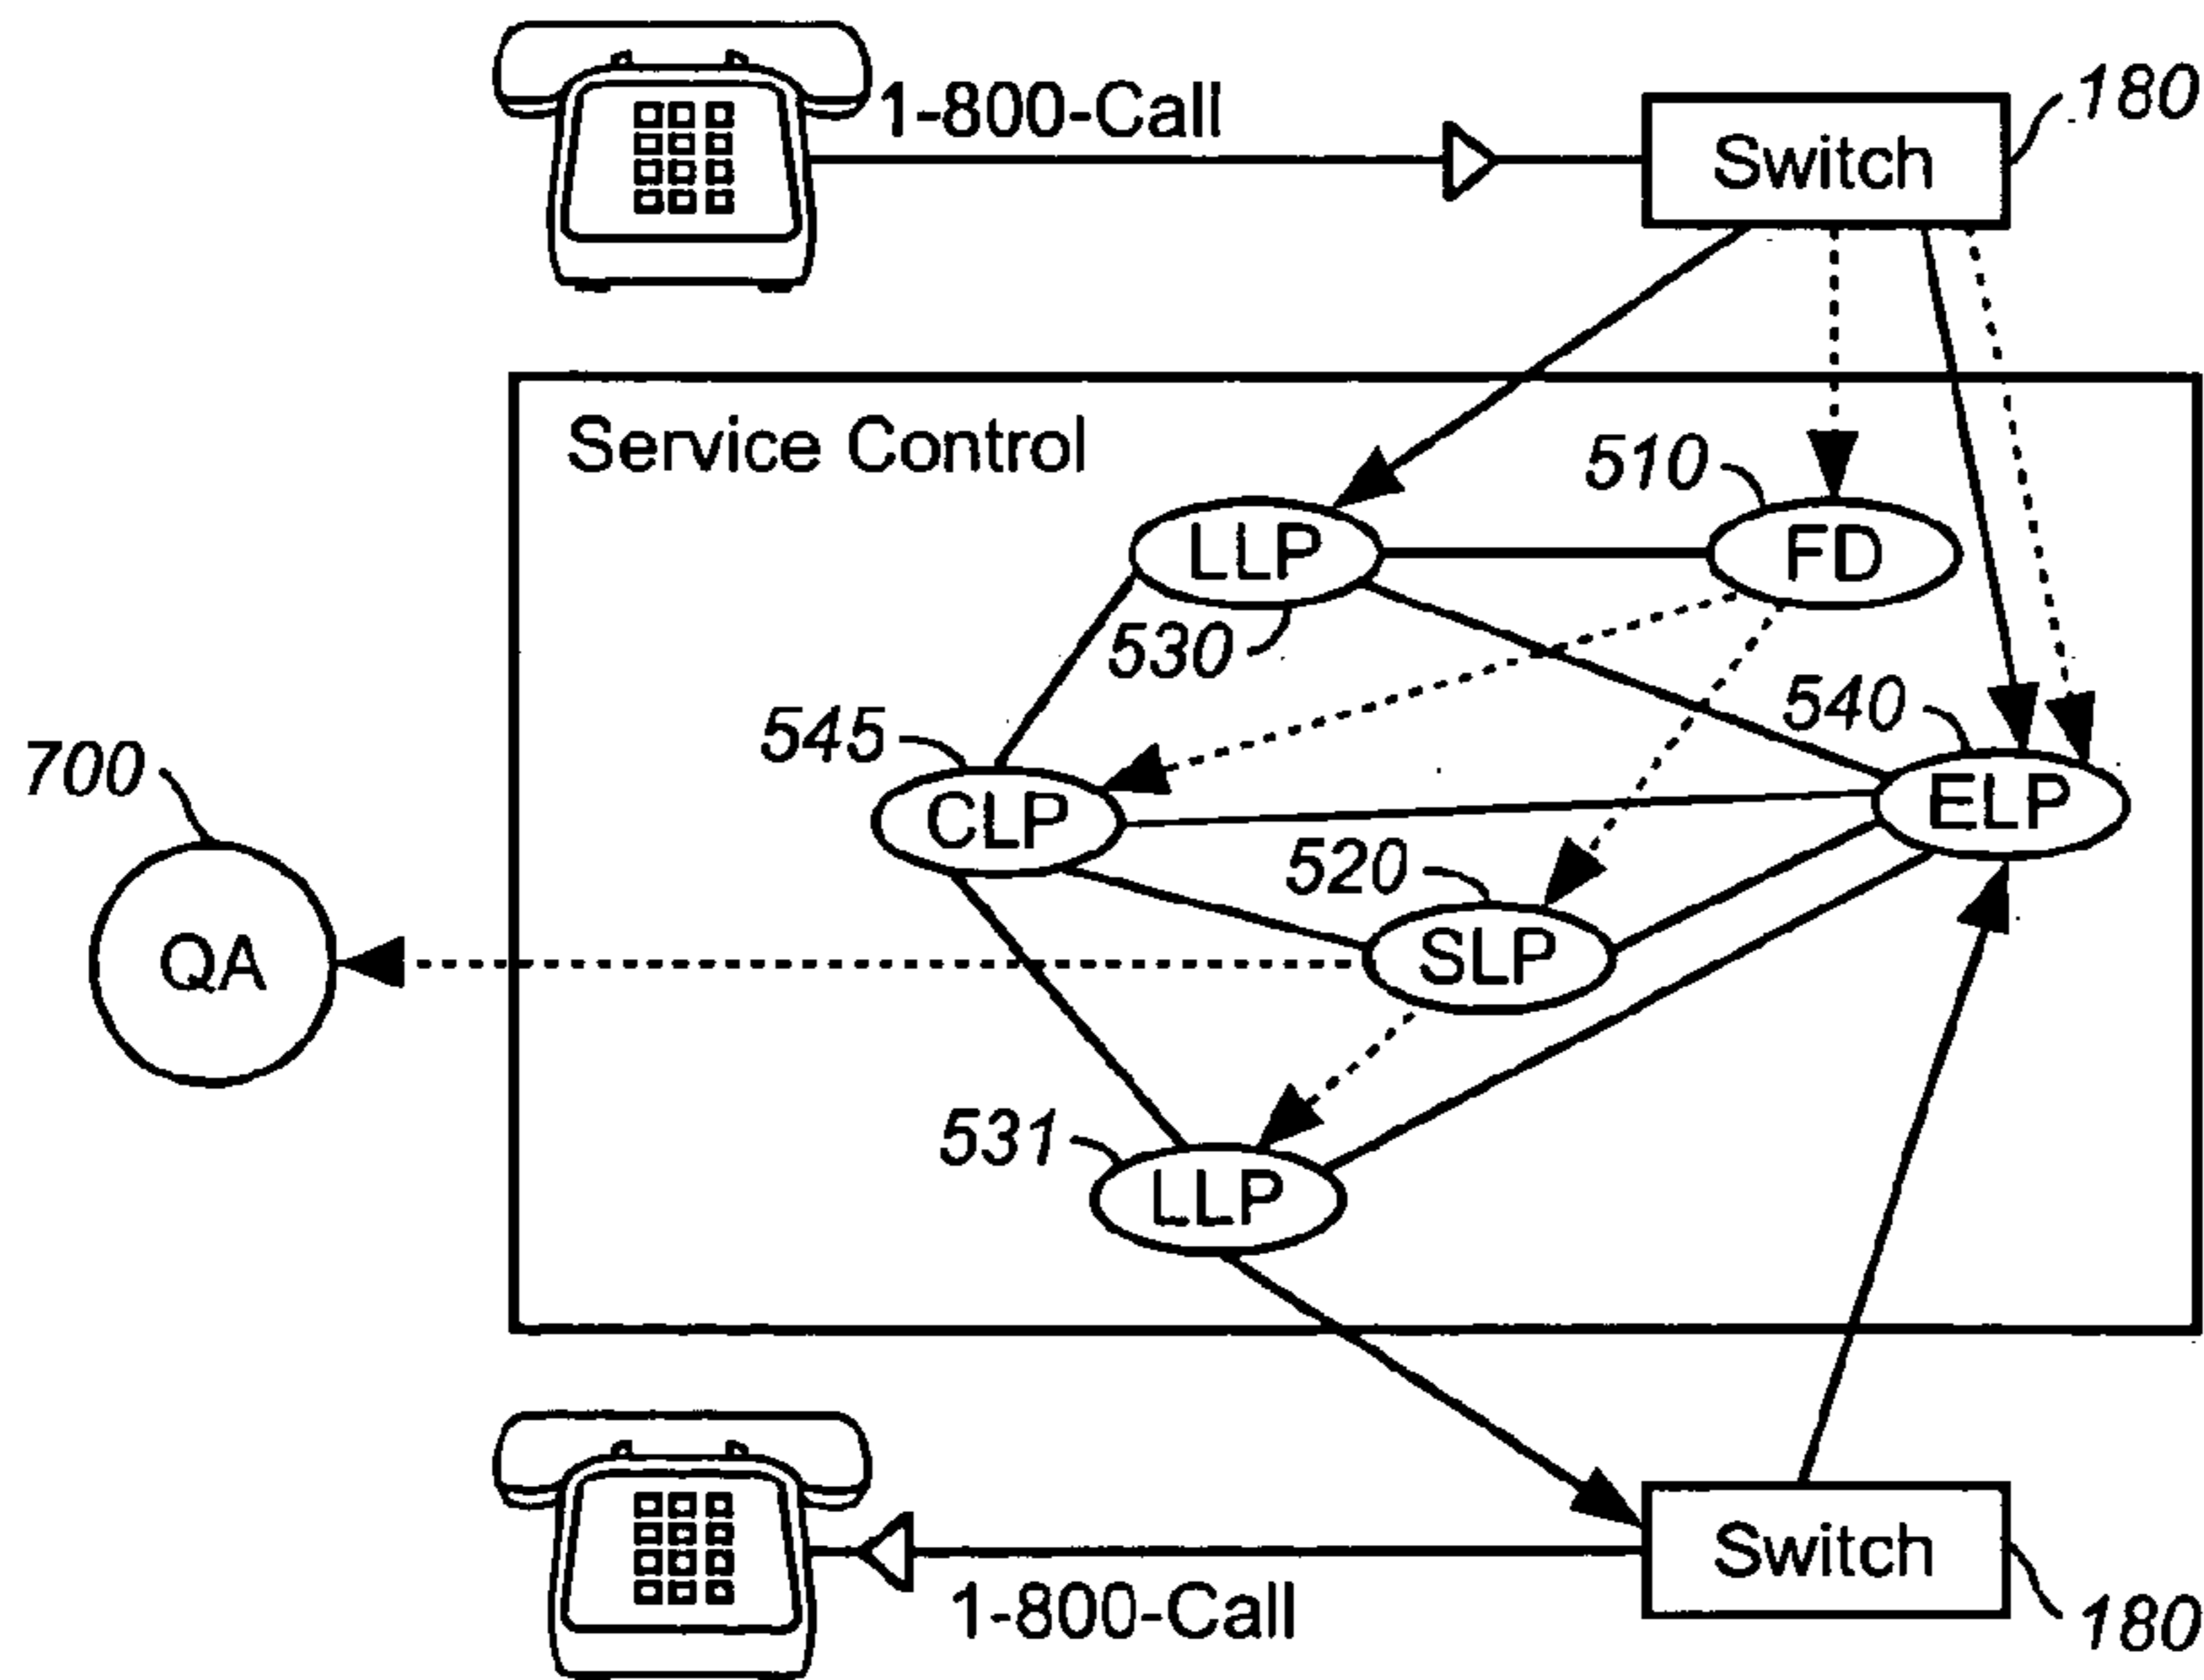 1-800-Call
180
Switch
Service Control
510
LLP
FD
530
540
545
700
CLP
ELP
520
QA
SLP
531
LLP
Switch
1-800-Call
180